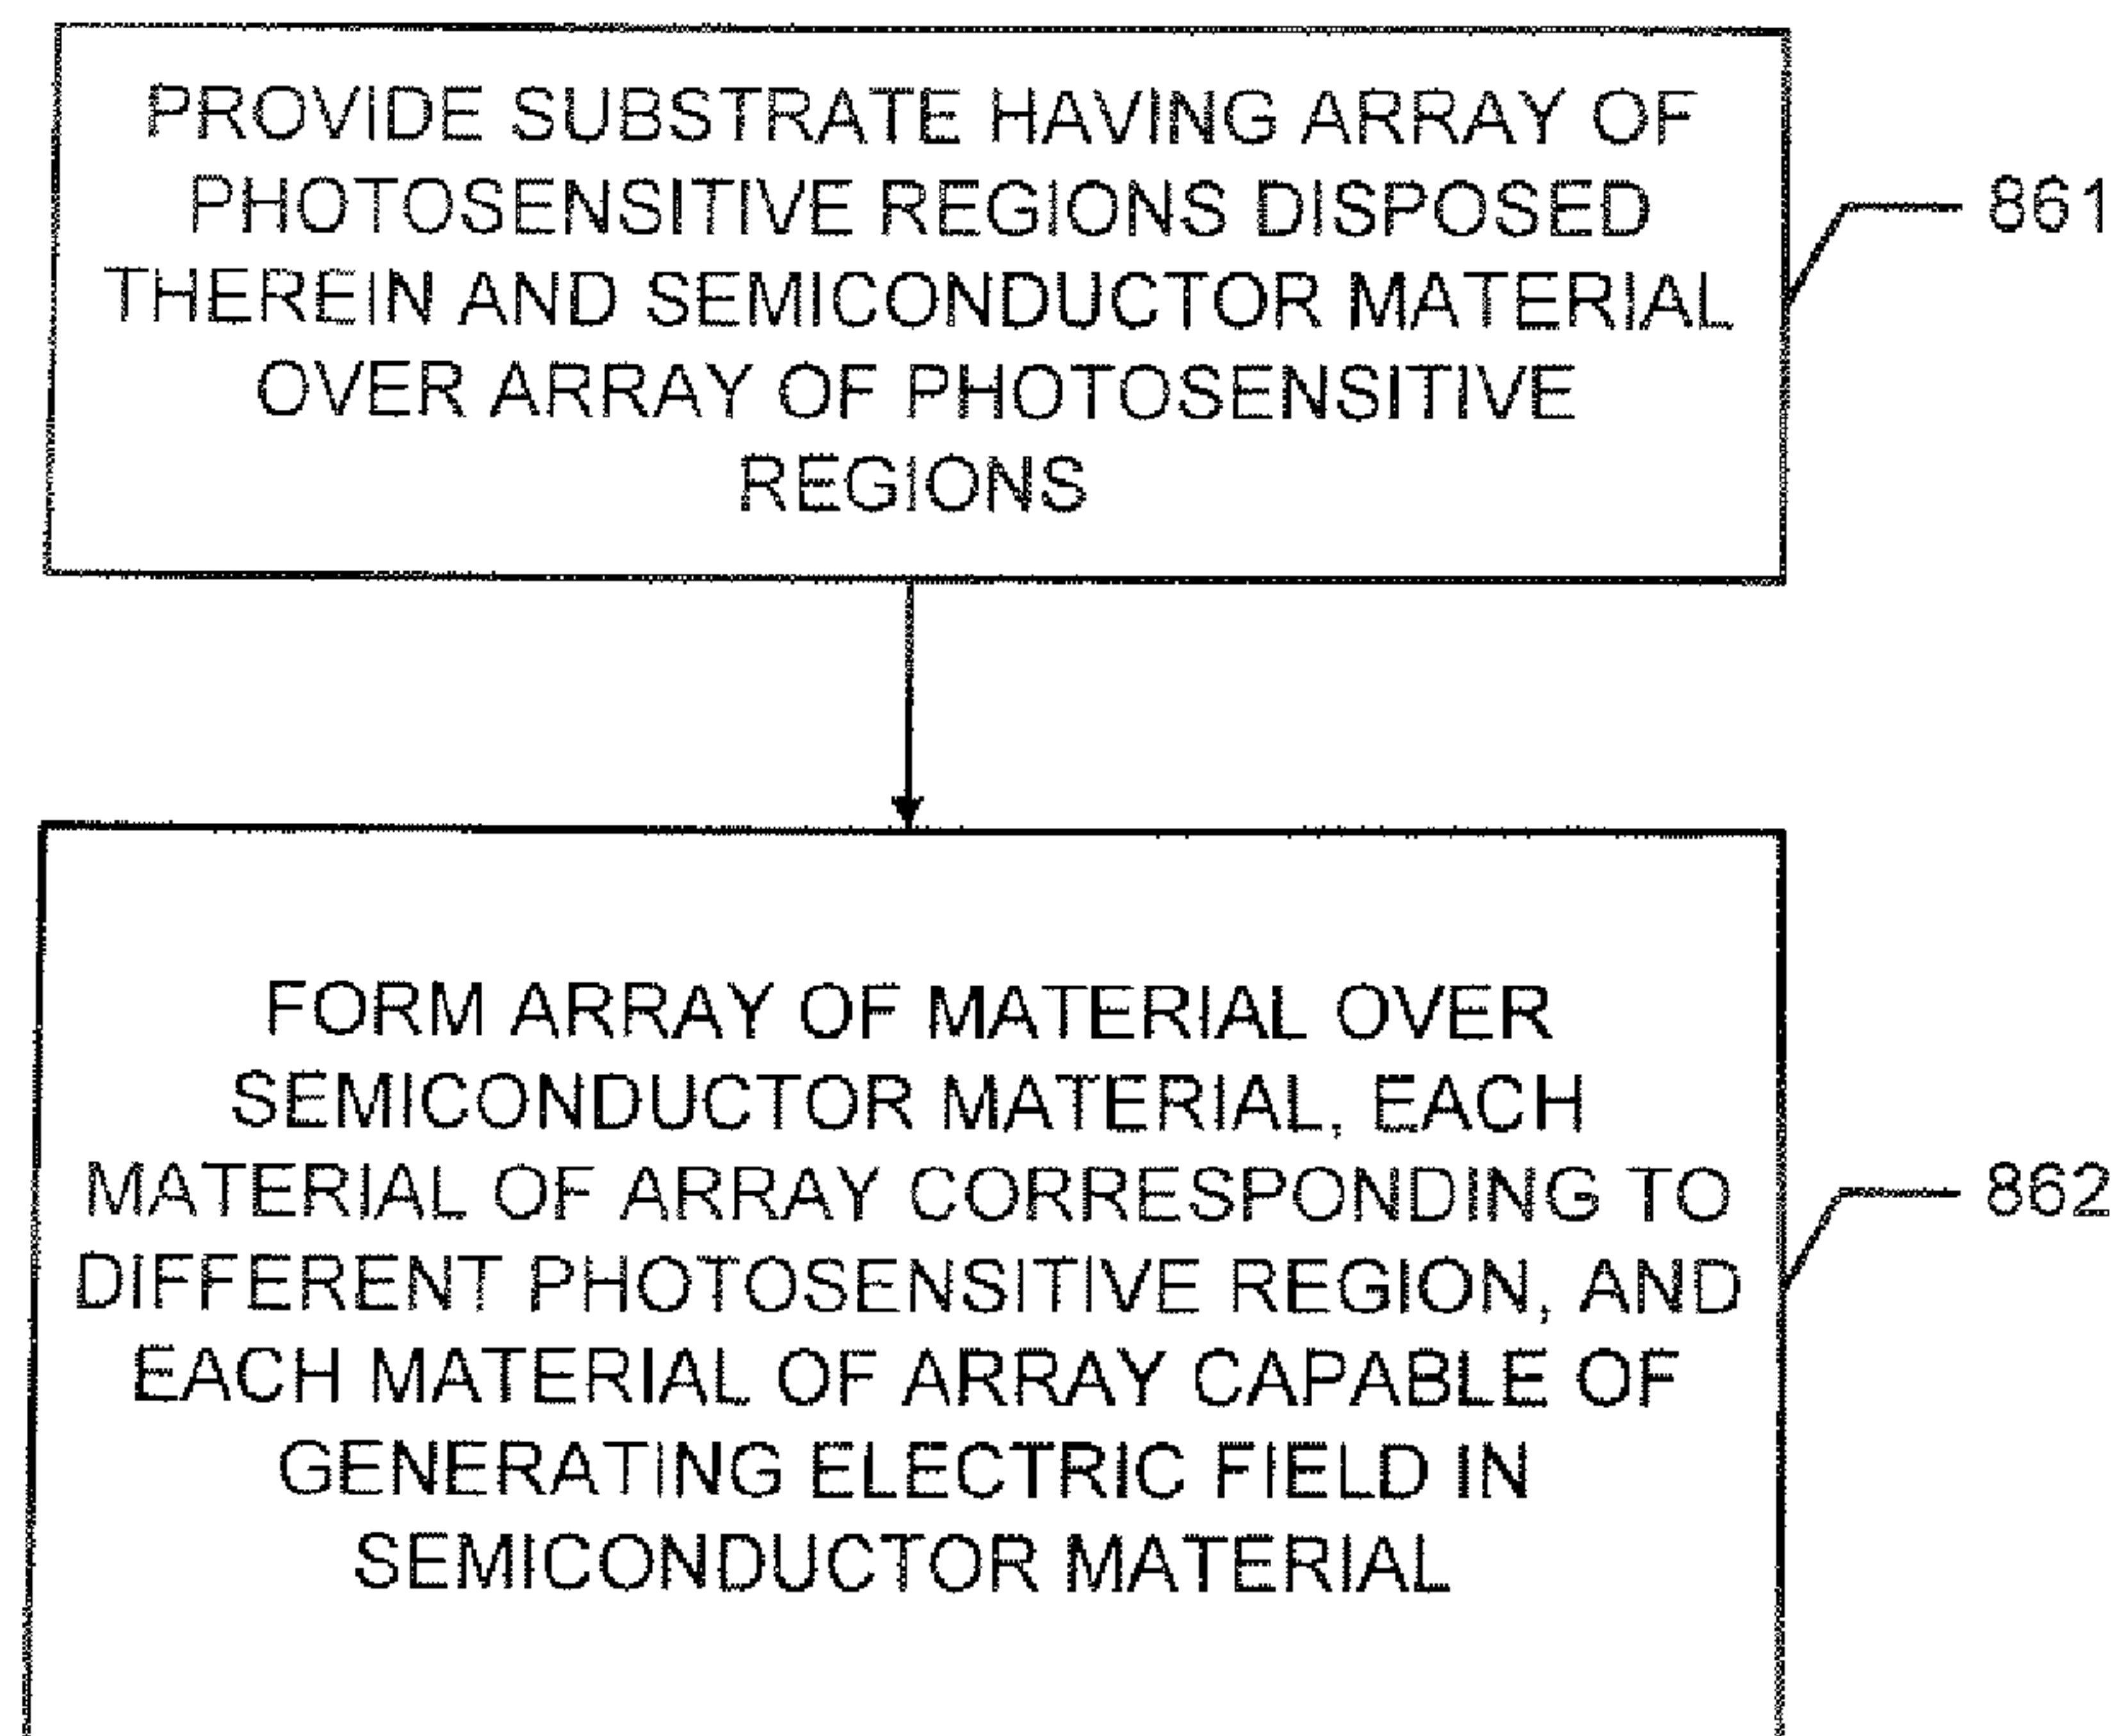 PROVIDE SUBSTRATE HAVING ARRAY OF
PHOTOSENSITIVE REGIONS DISPOSED
THEREIN AND SEMICONDUCTOR MATERIAL
OVER ARRAY OF PHOTOSENSITIVE
REGIONS
861
FORM ARRAY OF MATERIAL OVER
SEMICONDUCTOR MATERIAL, EACH
MATERIAL OF ARRAY CORRESPONDING TO
DIFFERENT PHOTOSENSITIVE REGION, AND
EACH MATERIAL OF ARRAY CAPABLE OF
GENERATING ELECTRIC FIELD IN
SEMICONDUCTOR MATERIAL
862